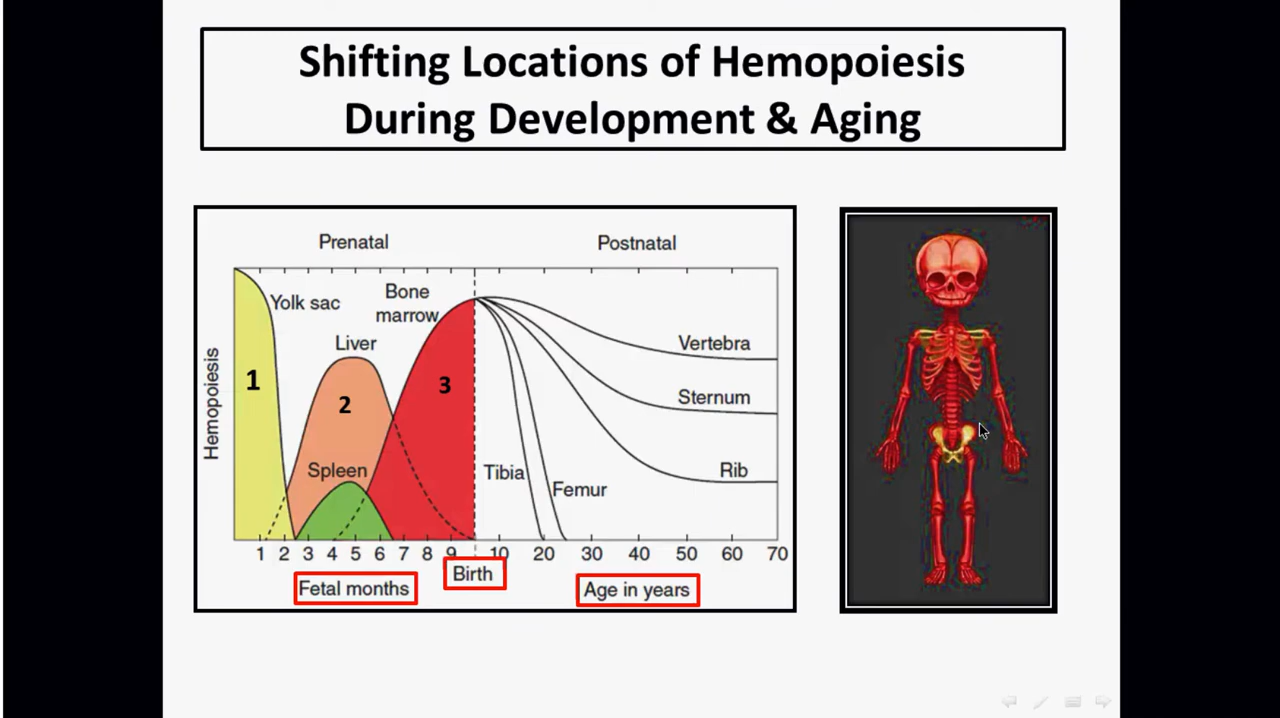 Shifting Locations of Hemopoiesis
During Development & Aging
Prenatal
Postnatal
Yolk sac
Bone
marrow
Liver
Vertebra
1
2
3
Sternum
Hemopoiesis
Spleen
Tibia
Rib
Femur
1 2 3 4 5 6 7 8 9 10 20 30 40 50 60 70
Birth
Fetal months
Age in years